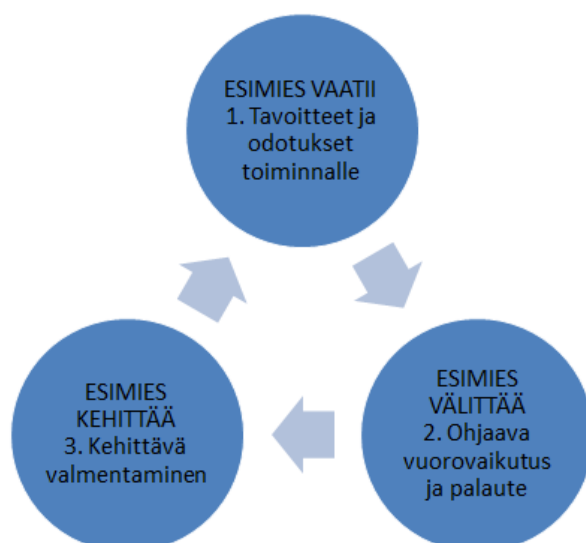 ESIMIES VAATII
1. Tavoitteet ja
odotukset
toiminnalle
ESIMIES
VÄLITTÄÄ
2. Ohjaava
vuorovaikutus
ja palaute
ESIMIES
KEHITTÄÄ
3. Kehittävä
valmentaminen